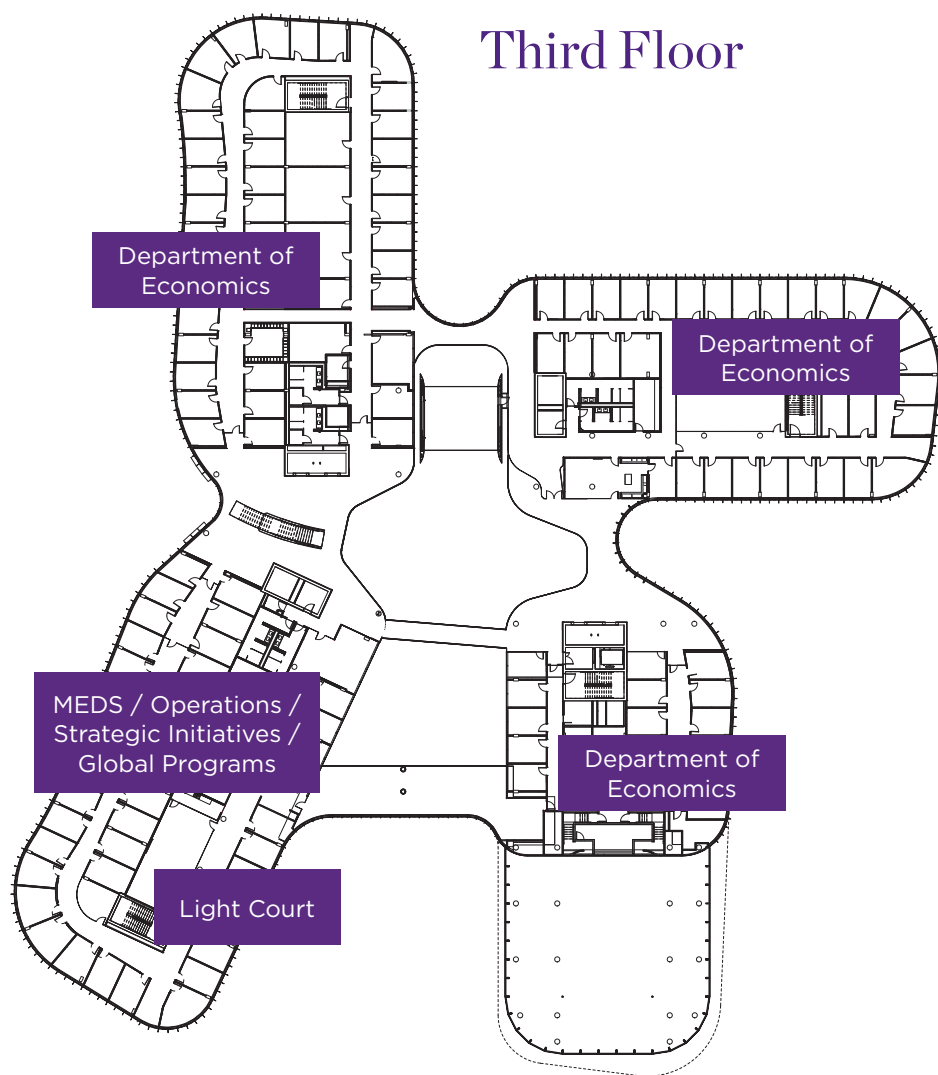 Third Floor
Department of
Economics
Department of
Economics
MEDS / Operations /
Strategic Initiatives /
Global Programs
Department of
Economics
Light Court